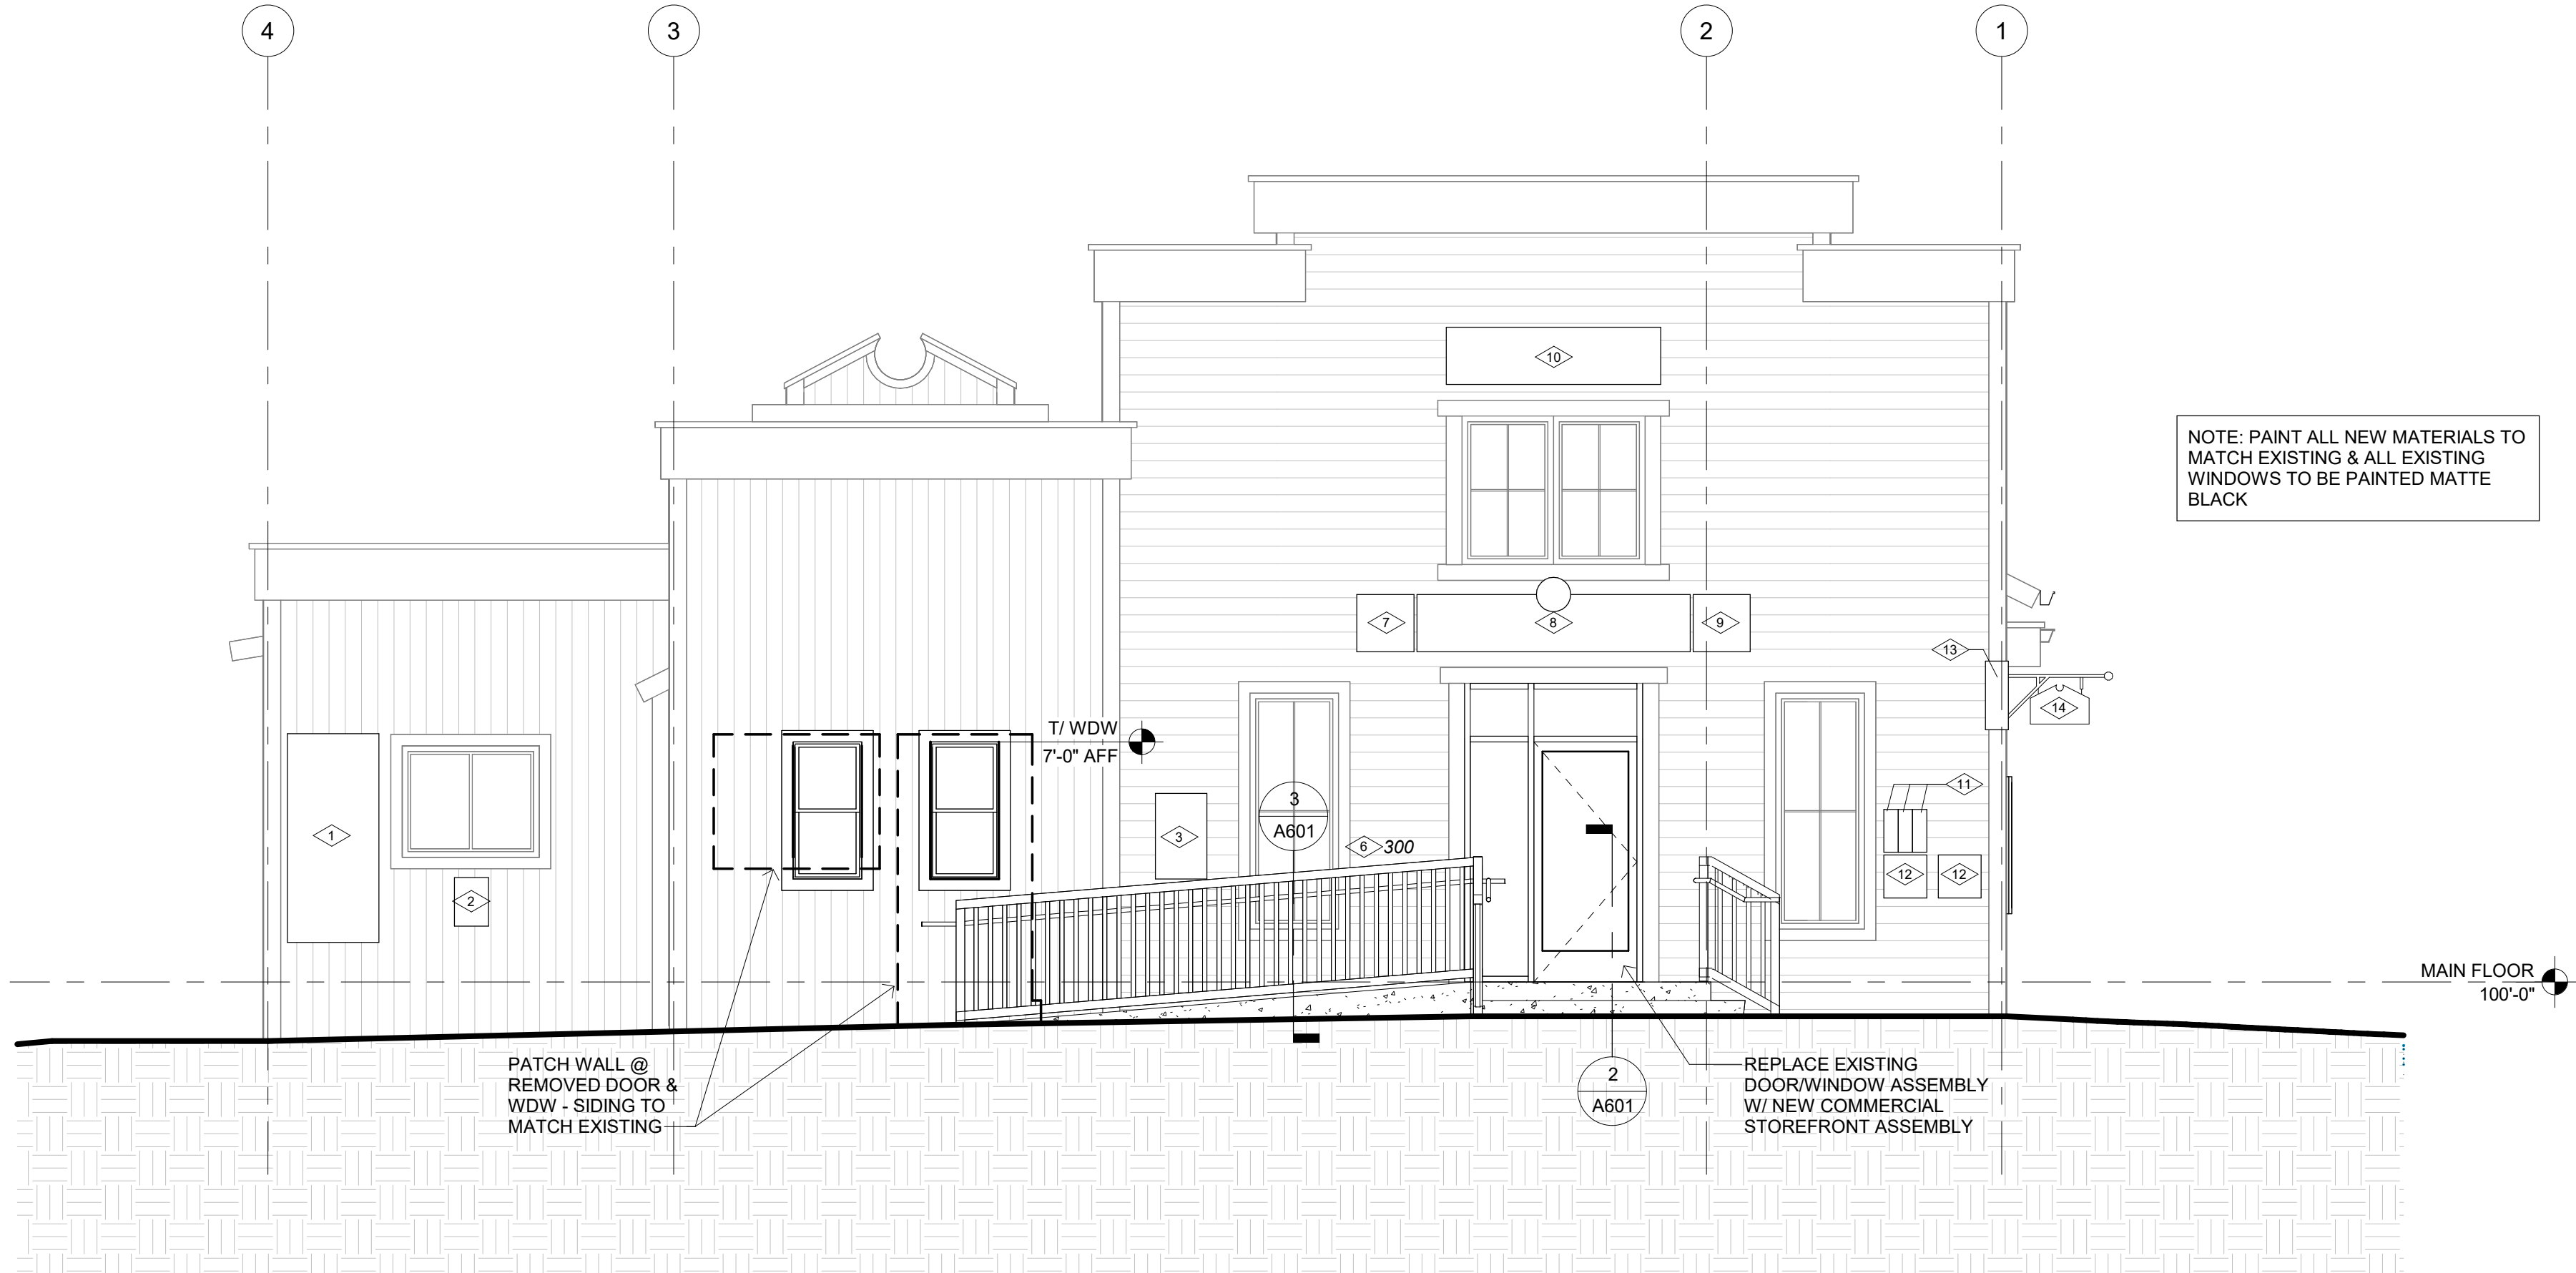 4
3
2
1
10
NOTE: PAINT ALL NEW MATERIALS TO
MATCH EXISTING & ALL EXISTING
WINDOWS TO BE PAINTED MATTE
BLACK
7
8
9
13
14
T/ WDW
7'-0" AFF
11
3
A601
1
3
6
300
2
12
12
MAIN FLOOR
100'-0"
PATCH WALL @
REMOVED DOOR &
WDW - SIDING TO
MATCH EXISTING
2
A601
REPLACE EXISTING
DOOR/WINDOW ASSEMBLY
W/ NEW COMMERCIAL
STOREFRONT ASSEMBLY